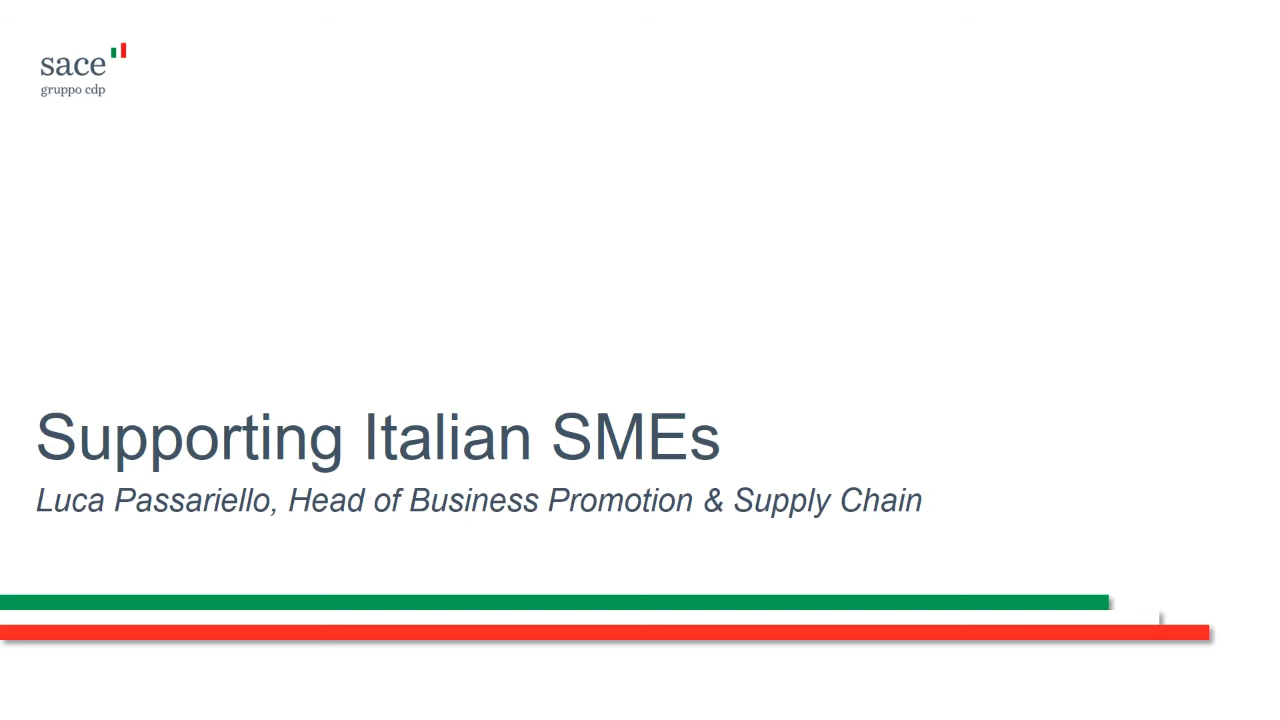 sace
gruppo cdp
Supporting Italian SMEs
Luca Passariello, Head of Business Promotion & Supply Chain